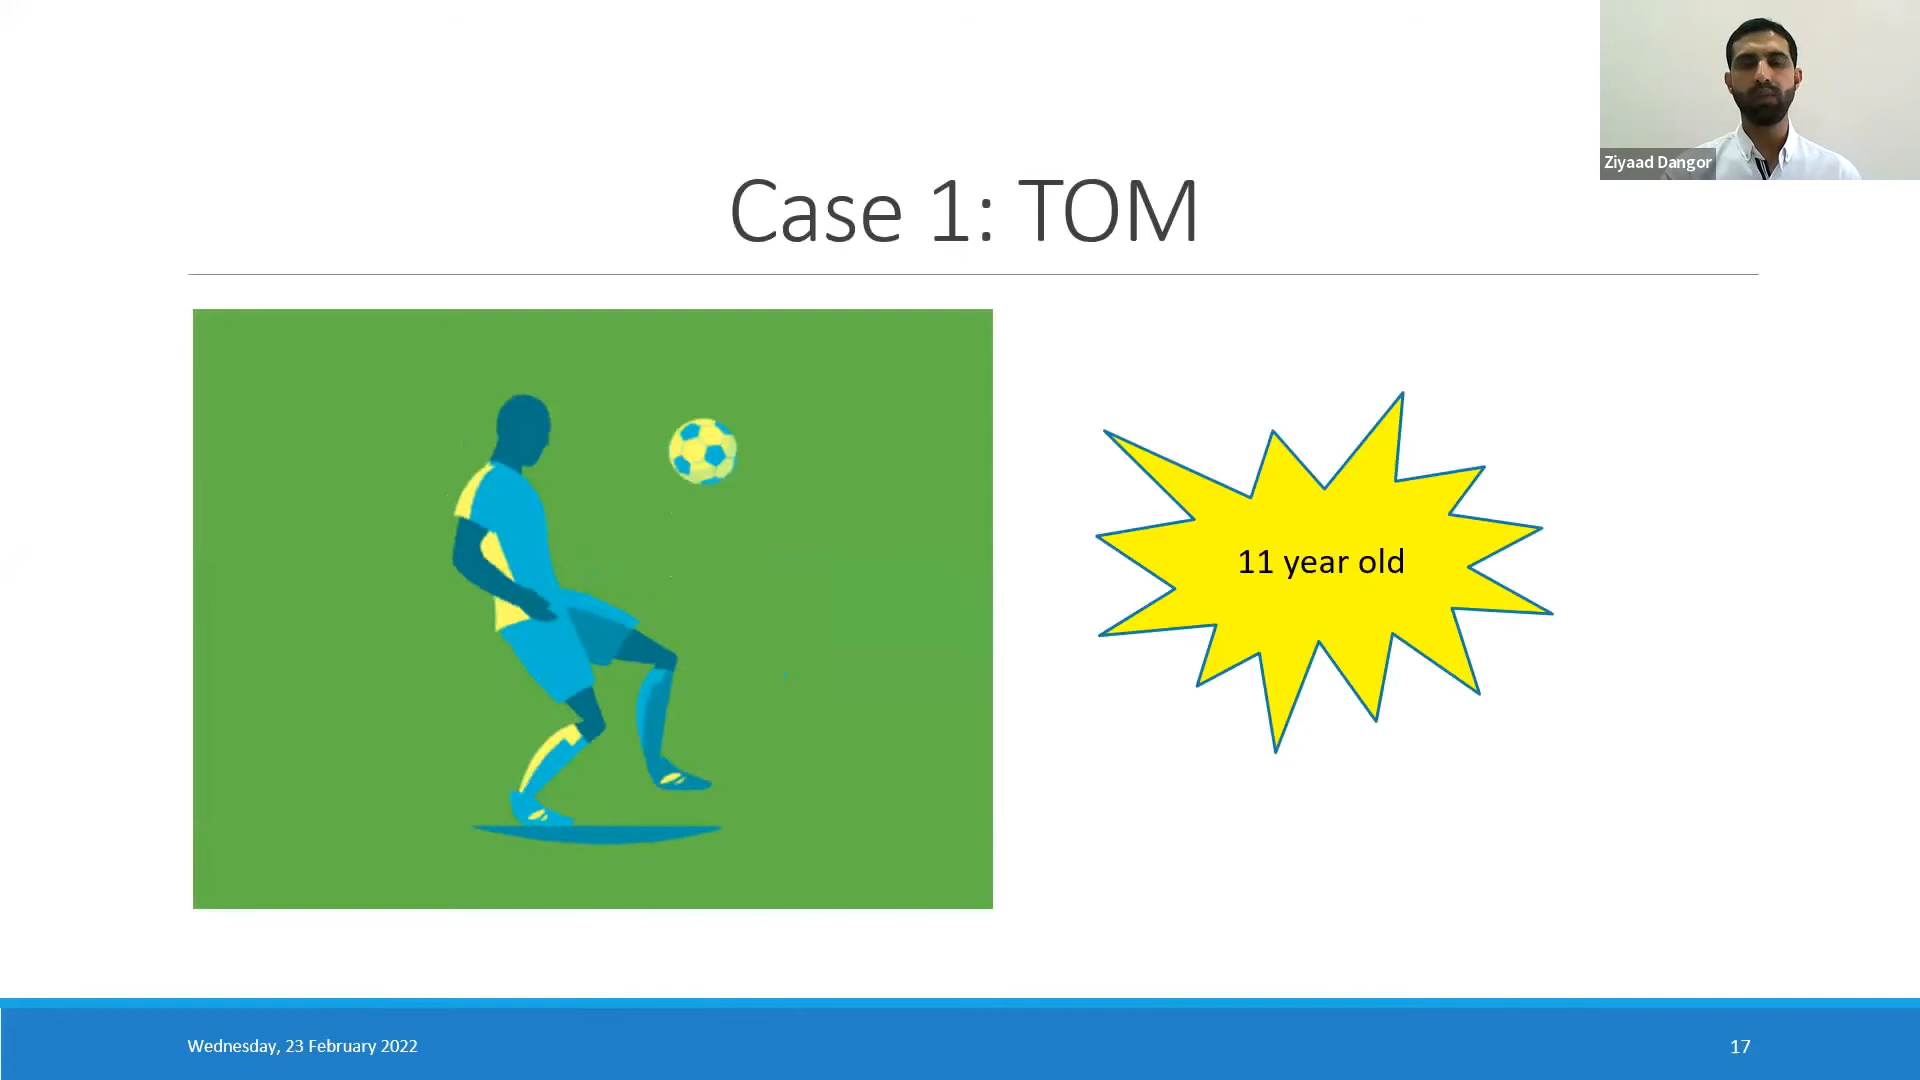 Ziyaad Dangor
Case 1: TOM
11 year old
Wednesday, 23 February 2022
17